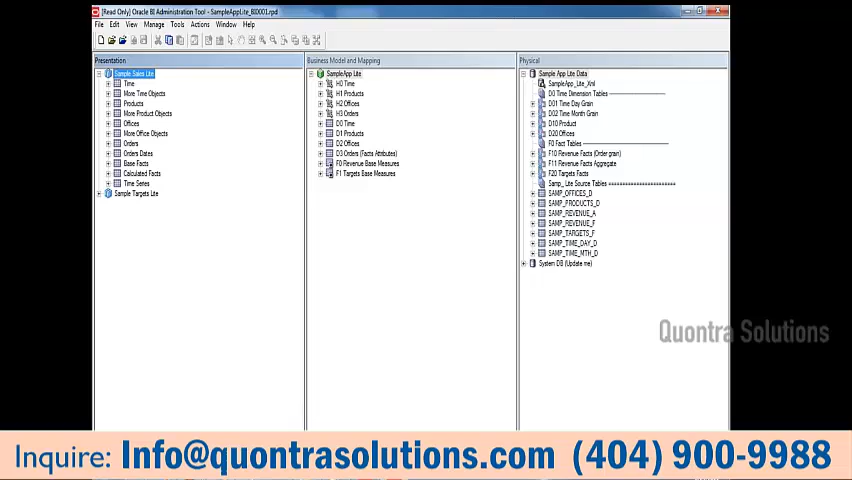 [Read Only] Oracle BI Administration Tool - SampleAppLite_BI0001.rpd
File Edit View Manage Tools Actions Window Help
Presentation
Sample Sales Lite
Time
More Time Objects
Products
More Product Objects
Offices
More Office Objects
Orders
Orders Dates
Base Facts
Calculated Facts
Time Series
Sample Targets Lite
Business Model and Mapping
SampleApp Lite
H0 Time
H1 Products
H2 Offices
H3 Orders
D0 Time
D1 Products
D2 Offices
D3 Orders (Facts Attributes)
F0 Revenue Base Measures
F1 Targets Base Measures
Physical
Sample App Lite Data
SampleApp_Lite_Xml
D0 Time Dimension Tables --------------------
D01 Time Day Grain
D02 Time Month Grain
D10 Product
D20 Offices
F0 Fact Tables ------------------------------
F10 Revenue Facts (Order grain)
F11 Revenue Facts Aggregate
F20 Targets Facts
Samp_ Lite Source Tables ====================
SAMP_OFFICES_D
SAMP_PRODUCTS_D
SAMP_REVENUE_A
SAMP_REVENUE_F
SAMP_TARGETS_F
SAMP_TIME_DAY_D
SAMP_TIME_MTH_D
System DB (Update me)
Quontra Solutions
Inquire: Info@quontrasolutions.com (404) 900-9988